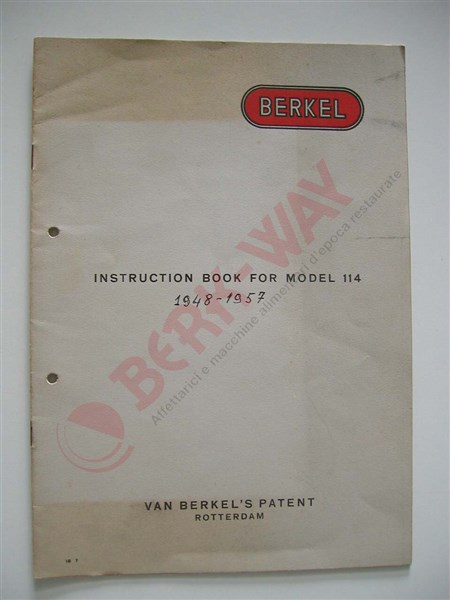 BERKEL
BERK-WAY
Affettatrici e macchine alimentari d'epoca restaurate
INSTRUCTION BOOK FOR MODEL 114
1948-1957
VAN BERKEL'S PATENT
ROTTERDAM